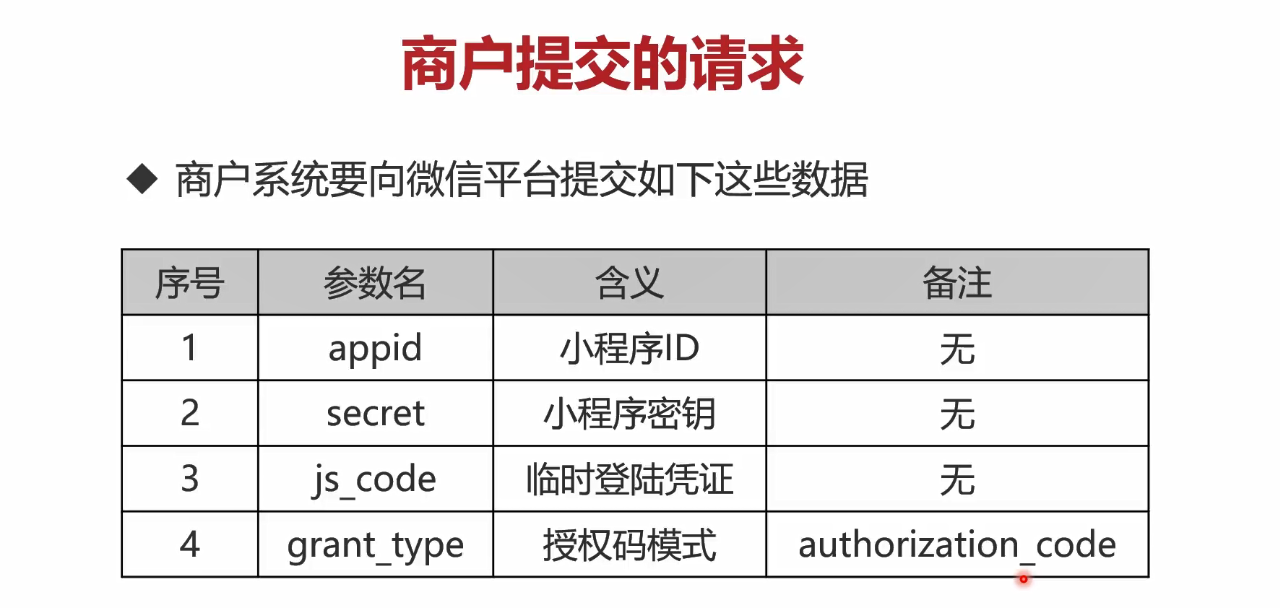 商户提交的请求
◆ 商户系统要向微信平台提交如下这些数据
序号 参数名 含义 备注
1 appid 小程序ID 无
2 secret 小程序密钥 无
3 js_code 临时登陆凭证 无
4 grant_type 授权码模式 authorization_code